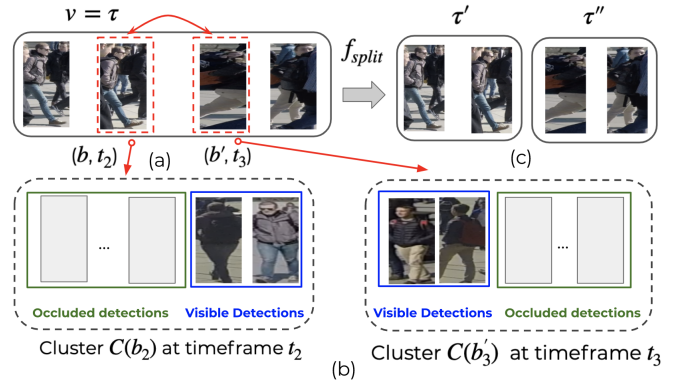 v = τ
τ′
τ″
f_split
(b, t₂)
(a)
(b′, t₃)
(c)
...
Occluded detections
Visible Detections
...
Visible Detections
Occluded detections
Cluster C(b₂) at timeframe t₂
(b)
Cluster C(b₃′) at timeframe t₃